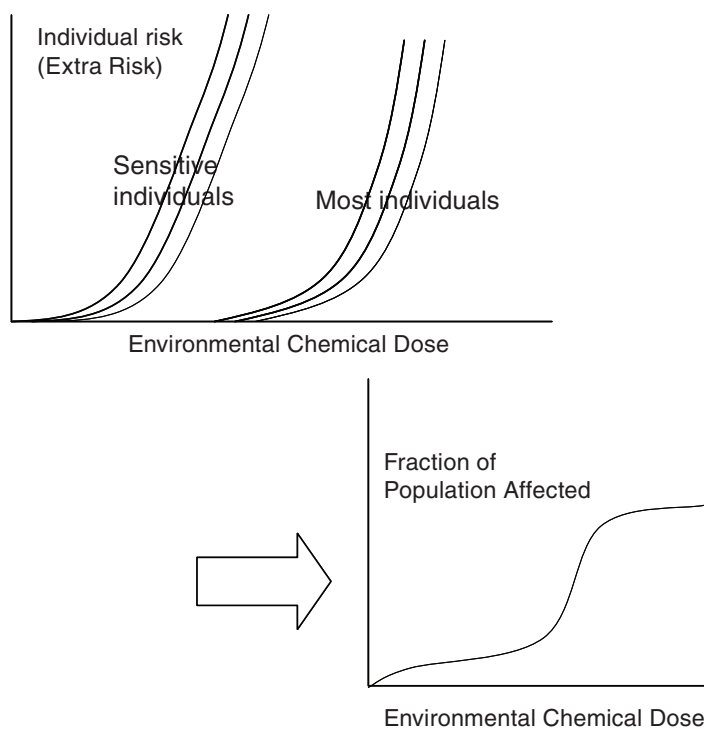 Individual risk
(Extra Risk)
Sensitive
individuals
Most individuals
Environmental Chemical Dose
Fraction of
Population Affected
Environmental Chemical Dose